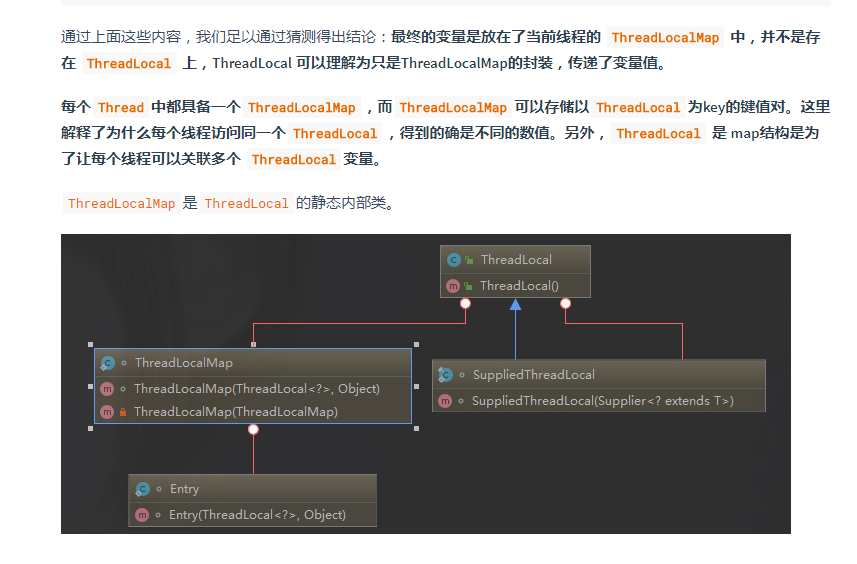 通过上面这些内容，我们足以通过猜测得出结论：最终的变量是放在了当前线程的 ThreadLocalMap 中，并不是存
在 ThreadLocal 上，ThreadLocal 可以理解为只是ThreadLocalMap的封装，传递了变量值。
每个 Thread 中都具备一个 ThreadLocalMap ，而 ThreadLocalMap 可以存储以 ThreadLocal 为key的键值对。这里
解释了为什么每个线程访问同一个 ThreadLocal ，得到的确是不同的数值。另外， ThreadLocal 是 map结构是为
了让每个线程可以关联多个 ThreadLocal 变量。
ThreadLocalMap 是 ThreadLocal 的静态内部类。
ThreadLocal
ThreadLocal()
ThreadLocalMap
ThreadLocalMap(ThreadLocal<?>, Object)
ThreadLocalMap(ThreadLocalMap)
SuppliedThreadLocal
SuppliedThreadLocal(Supplier<? extends T>)
Entry
Entry(ThreadLocal<?>, Object)